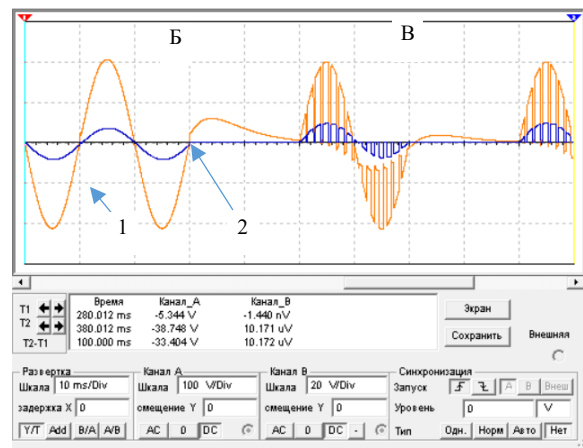 Б
В
1
2
T1
T2
T2-T1
Время Канал_А Канал_В
280.012 ms -5.344 V -1.440 nV
380.012 ms -38.748 V 10.171 uV
100.000 ms -33.404 V 10.172 uV
Экран
Сохранить
Внешняя
Развертка
Шкала 10 ms/Div
задержка X 0
Y/T Add B/A A/B
Канал А
Шкала 100 V/Div
смещение Y 0
AC 0 DC
Канал В
Шкала 20 V/Div
смещение Y 0
AC 0 DC -
Синхронизация
Запуск A B Внеш
Уровень 0 V
Тип Одн. Норм Авто Нет